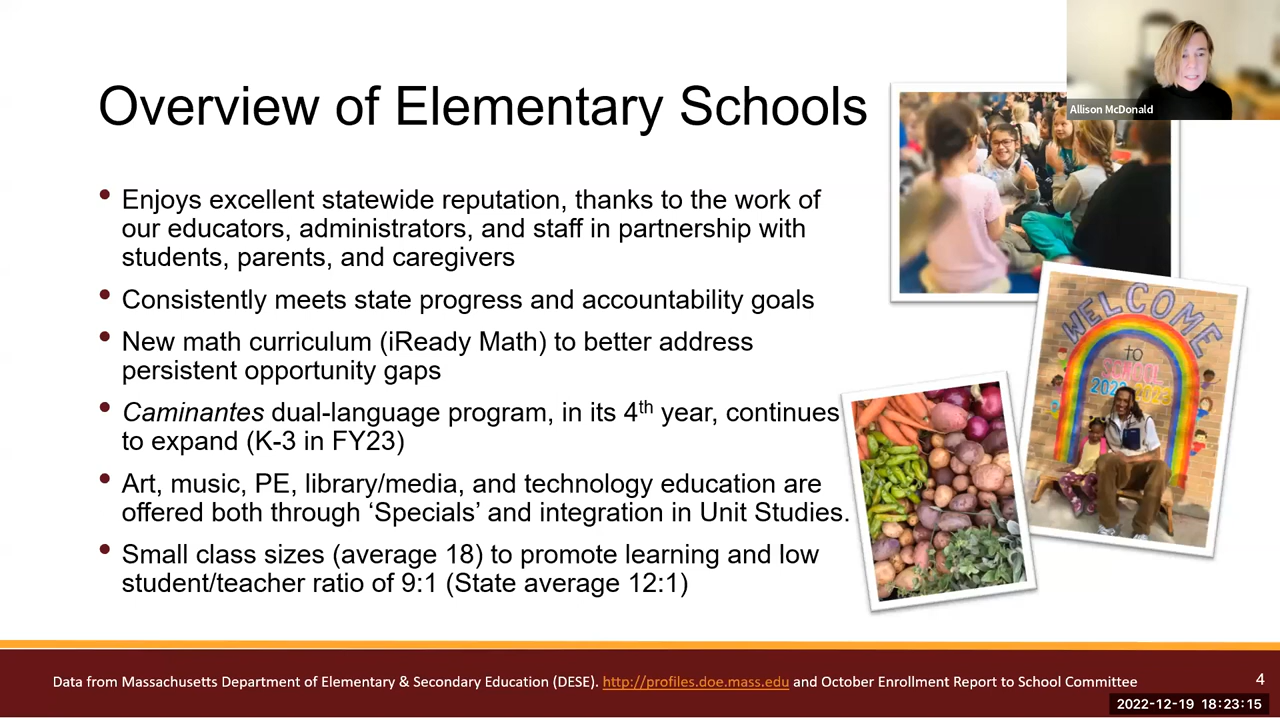 Allison McDonald
Overview of Elementary Schools
• Enjoys excellent statewide reputation, thanks to the work of
our educators, administrators, and staff in partnership with
students, parents, and caregivers
• Consistently meets state progress and accountability goals
• New math curriculum (iReady Math) to better address
persistent opportunity gaps
• Caminantes dual-language program, in its 4th year, continues
to expand (K-3 in FY23)
• Art, music, PE, library/media, and technology education are
offered both through ‘Specials’ and integration in Unit Studies.
• Small class sizes (average 18) to promote learning and low
student/teacher ratio of 9:1 (State average 12:1)
WELCOME
to
SCHOOL
2022 2023
Data from Massachusetts Department of Elementary & Secondary Education (DESE). http://profiles.doe.mass.edu and October Enrollment Report to School Committee
4
2022-12-19 18:23:15